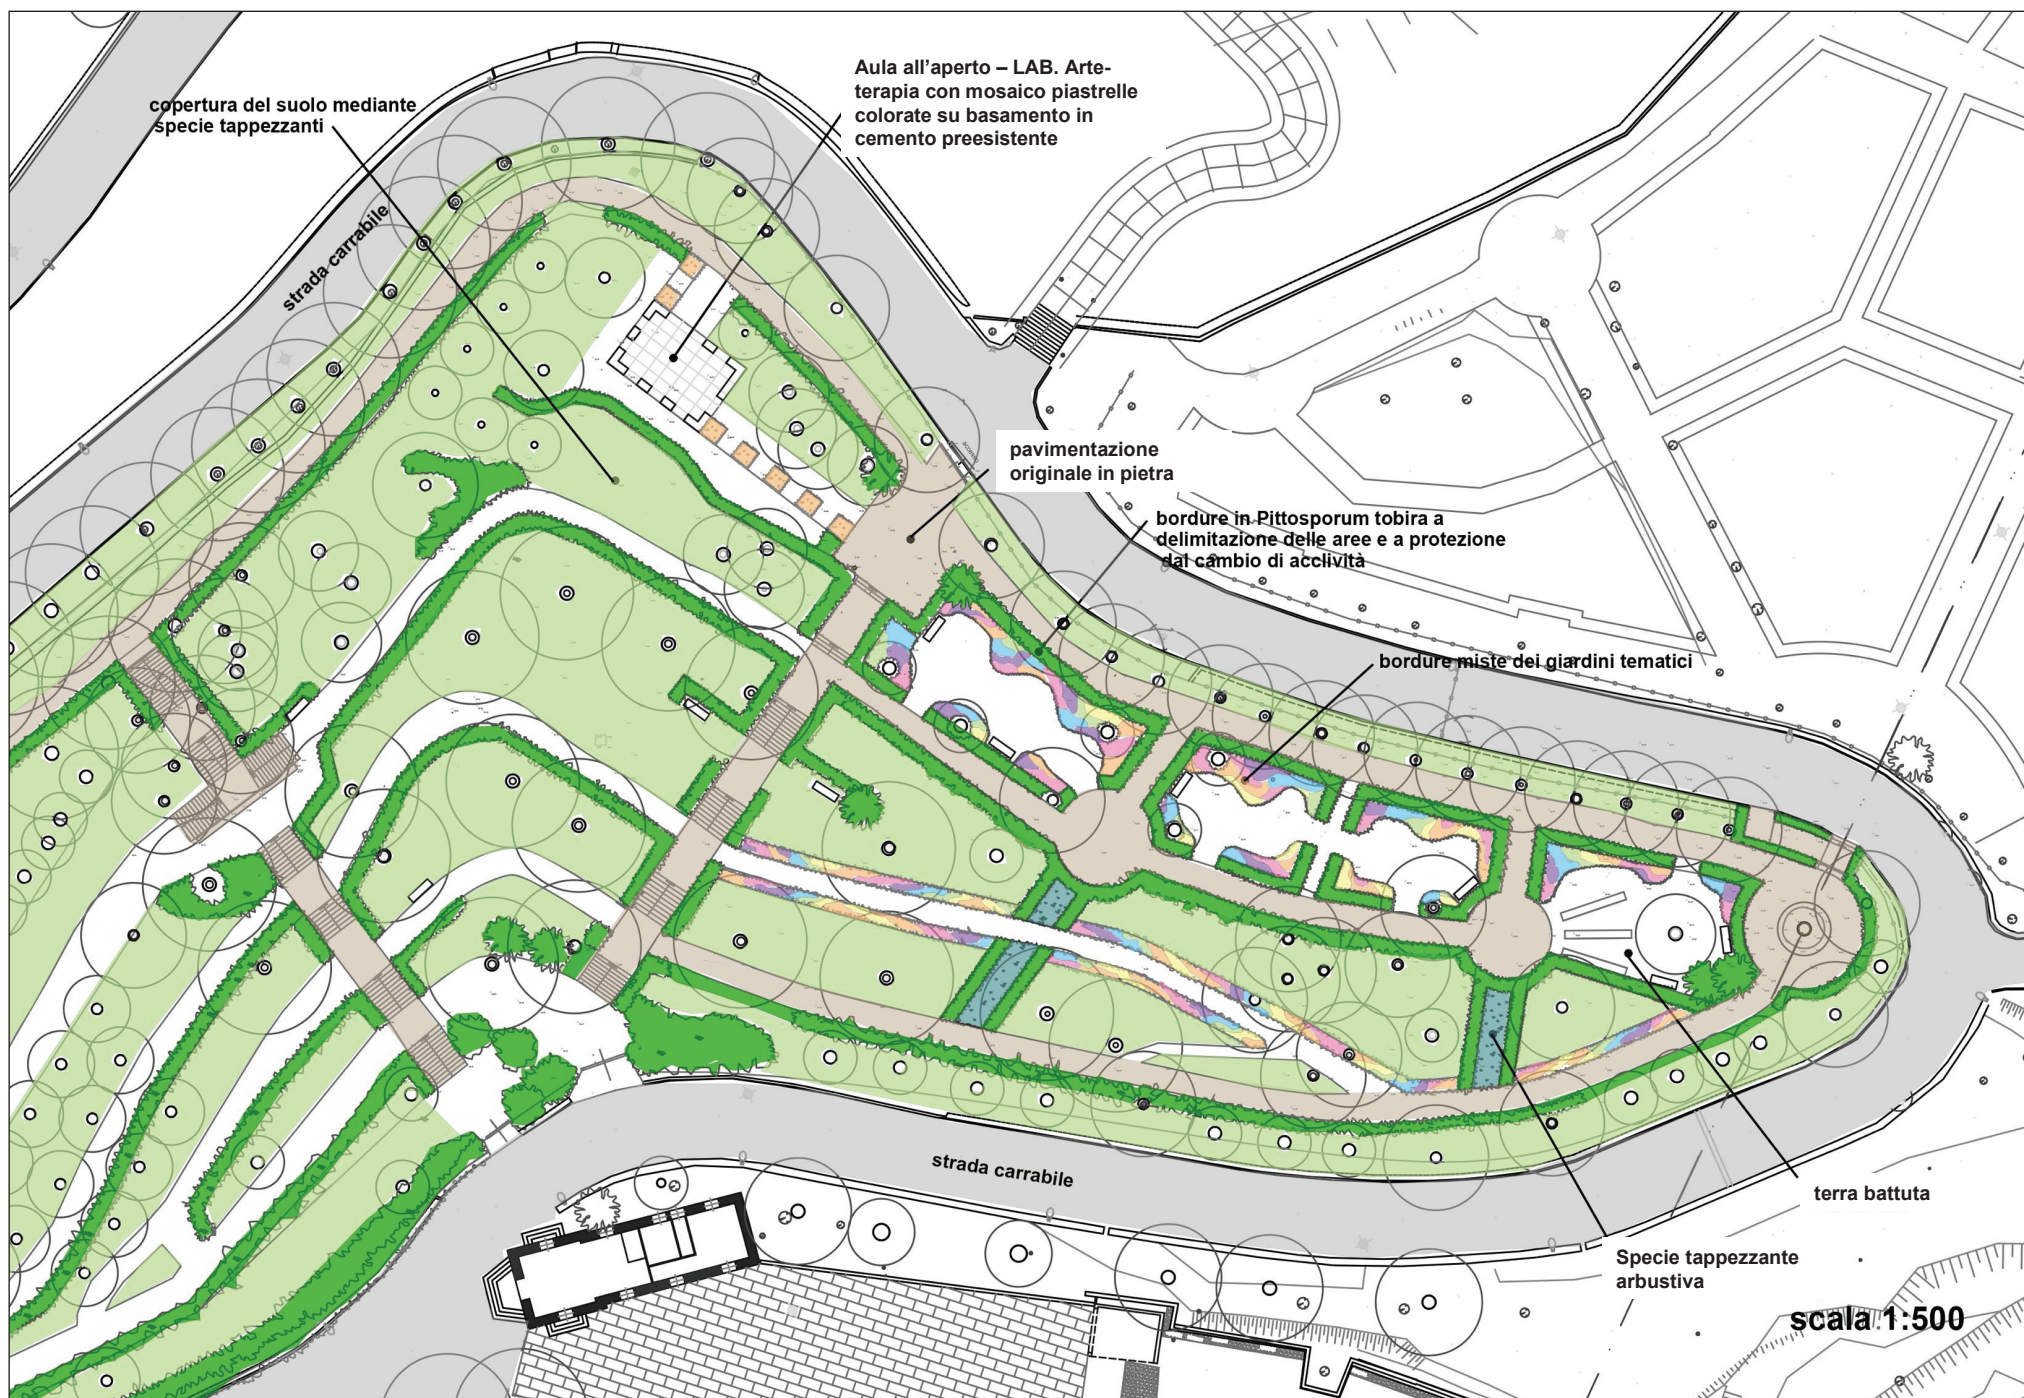 Aula all'aperto – LAB. Arte-
terapia con mosaico piastrelle
colorate su basamento in
cemento preesistente
copertura del suolo mediante
specie tappezzanti
strada carrabile
pavimentazione
originale in pietra
bordure in Pittosporum tobira a
delimitazione delle aree e a protezione
dal cambio di acclività
bordure miste dei giardini tematici
strada carrabile
terra battuta
Specie tappezzante
arbustiva
scala 1:500